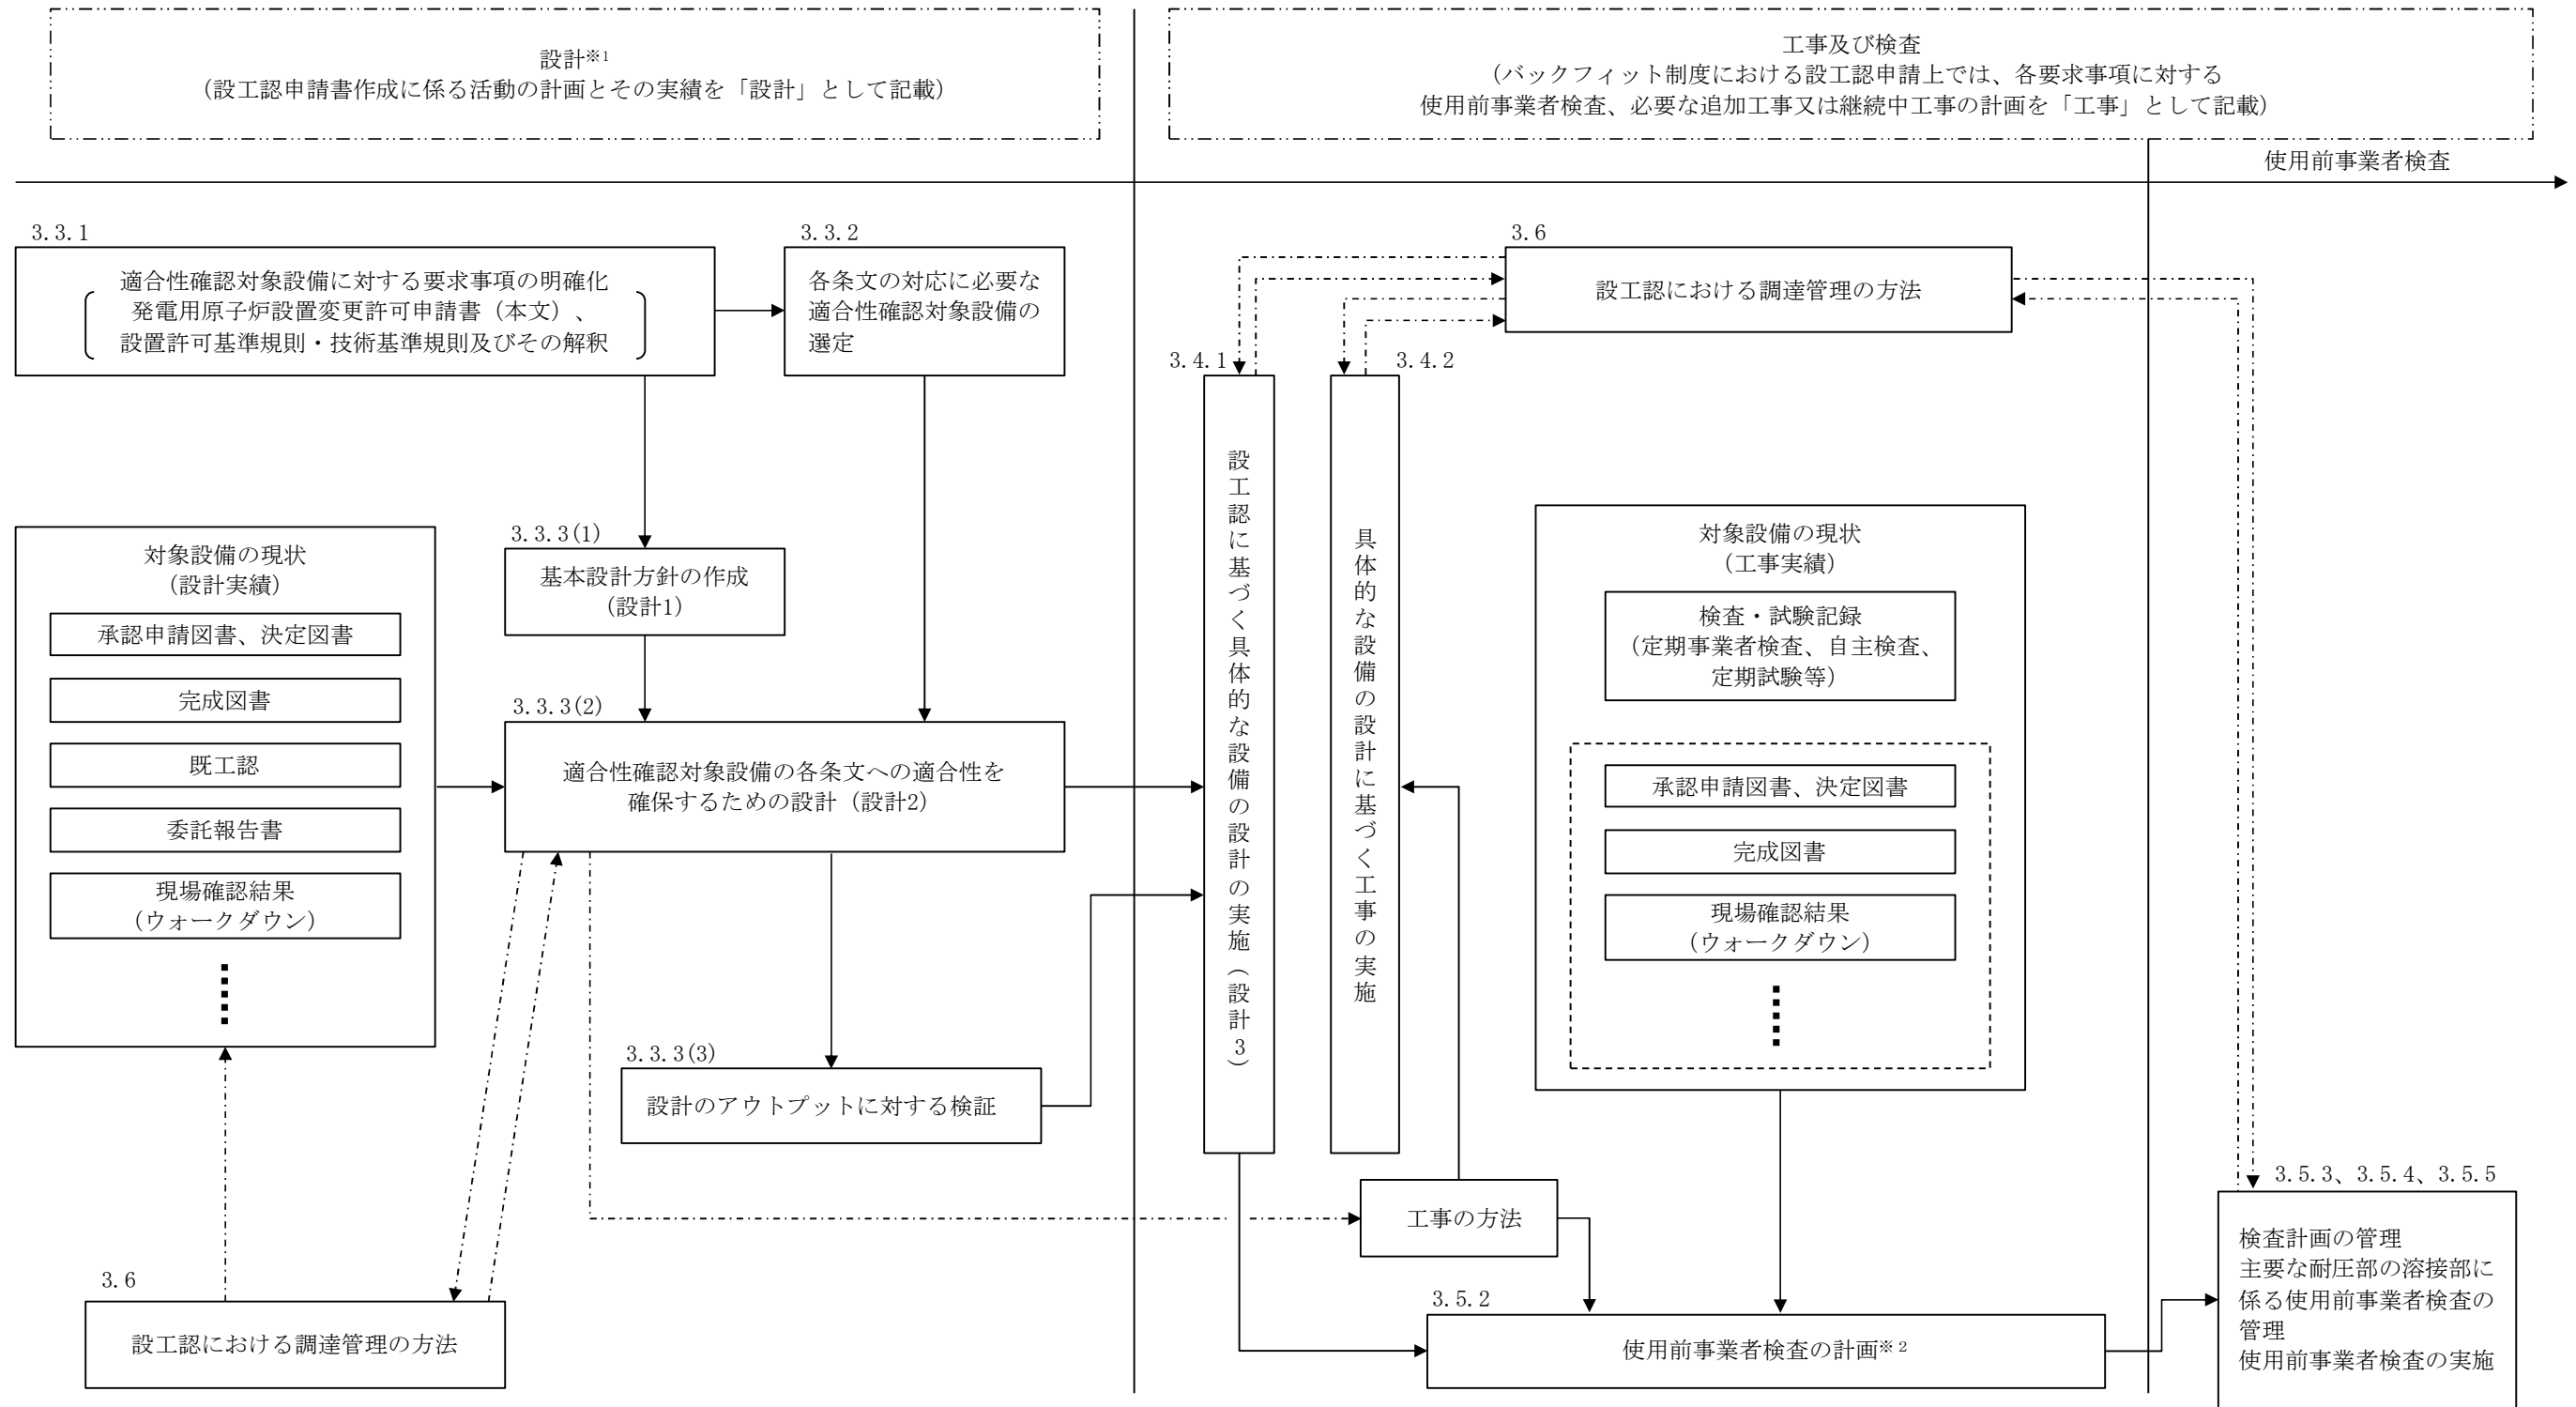 設計※1
(設工認申請書作成に係る活動の計画とその実績を「設計」として記載)
工事及び検査
(バックフィット制度における設工認申請上では、各要求事項に対する
使用前事業者検査、必要な追加工事又は継続中工事の計画を「工事」として記載)
使用前事業者検査
3.3.1
適合性確認対象設備に対する要求事項の明確化
発電用原子炉設置変更許可申請書(本文)、
設置許可基準規則・技術基準規則及びその解釈
3.3.2
各条文の対応に必要な
適合性確認対象設備の
選定
3.6
設工認における調達管理の方法
3.4.1
設工認に基づく具体的な設備の設計の実施(設計3)
3.4.2
具体的な設備の設計に基づく工事の実施
対象設備の現状
(設計実績)
承認申請図書、決定図書
完成図書
既工認
委託報告書
現場確認結果
(ウォークダウン)
3.3.3(1)
基本設計方針の作成
(設計1)
3.3.3(2)
適合性確認対象設備の各条文への適合性を
確保するための設計(設計2)
3.3.3(3)
設計のアウトプットに対する検証
対象設備の現状
(工事実績)
検査・試験記録
(定期事業者検査、自主検査、
定期試験等)
承認申請図書、決定図書
完成図書
現場確認結果
(ウォークダウン)
工事の方法
3.6
設工認における調達管理の方法
3.5.2
使用前事業者検査の計画※2
3.5.3、3.5.4、3.5.5
検査計画の管理
主要な耐圧部の溶接部に
係る使用前事業者検査の
管理
使用前事業者検査の実施